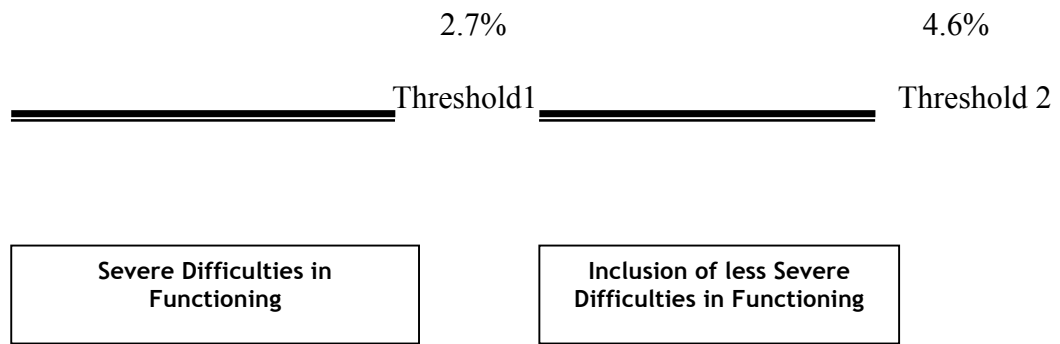 2.7% 4.6%
Threshold1 Threshold 2
Severe Difficulties in
Functioning
Inclusion of less Severe
Difficulties in Functioning